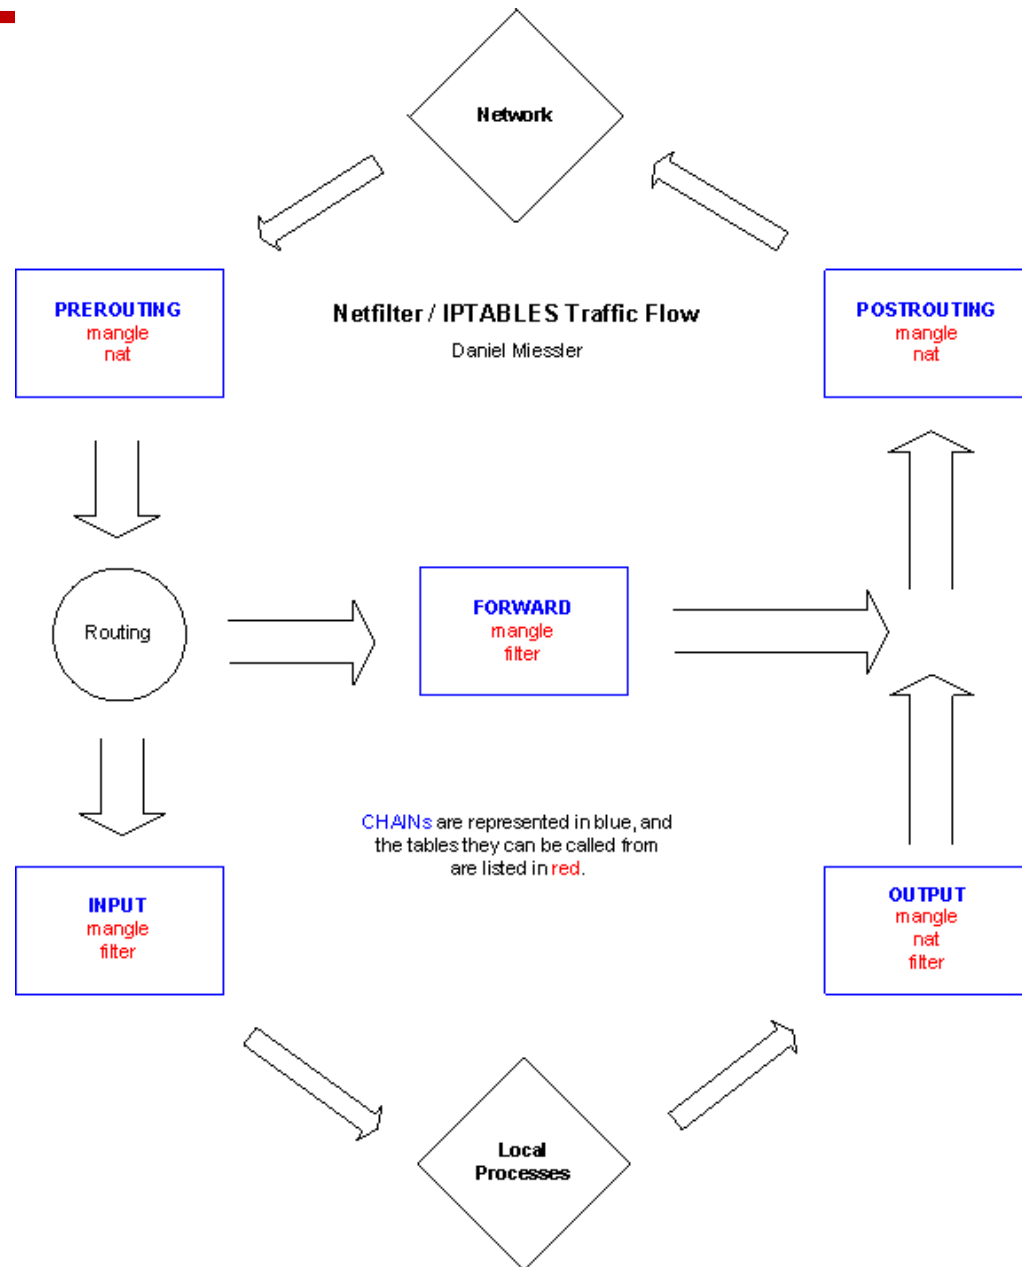 Network
PREROUTING
mangle
nat
Netfilter / IPTABLES Traffic Flow
Daniel Miessler
POSTROUTING
mangle
nat
Routing
FORWARD
mangle
filter
CHAINs are represented in blue, and
the tables they can be called from
are listed in red.
INPUT
mangle
filter
OUTPUT
mangle
nat
filter
Local
Processes